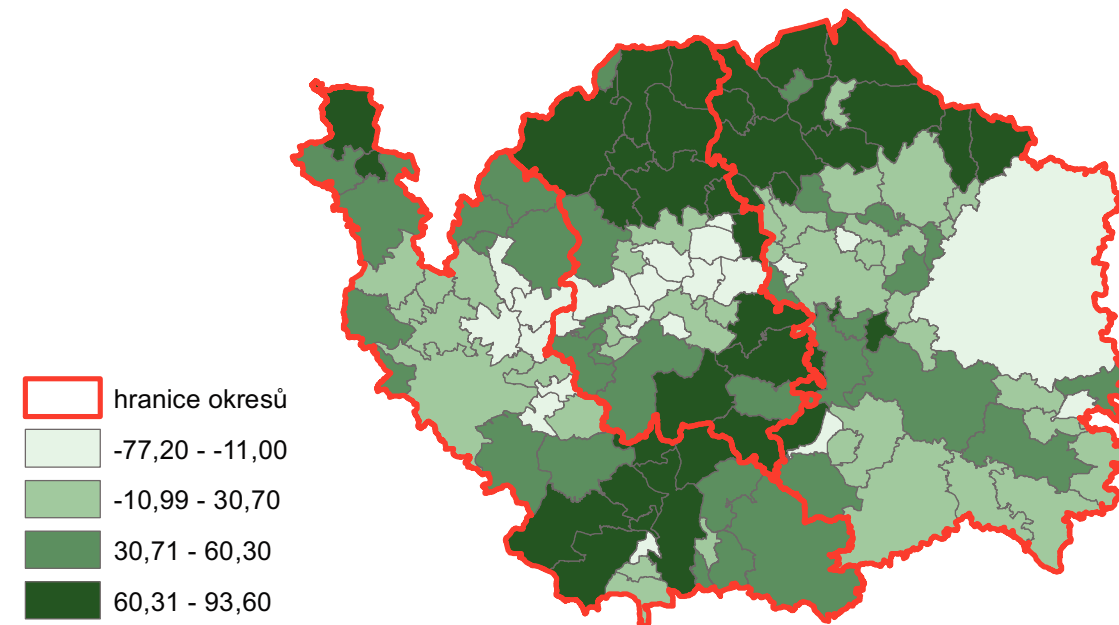 hranice okresů
-77,20 - -11,00
-10,99 - 30,70
30,71 - 60,30
60,31 - 93,60